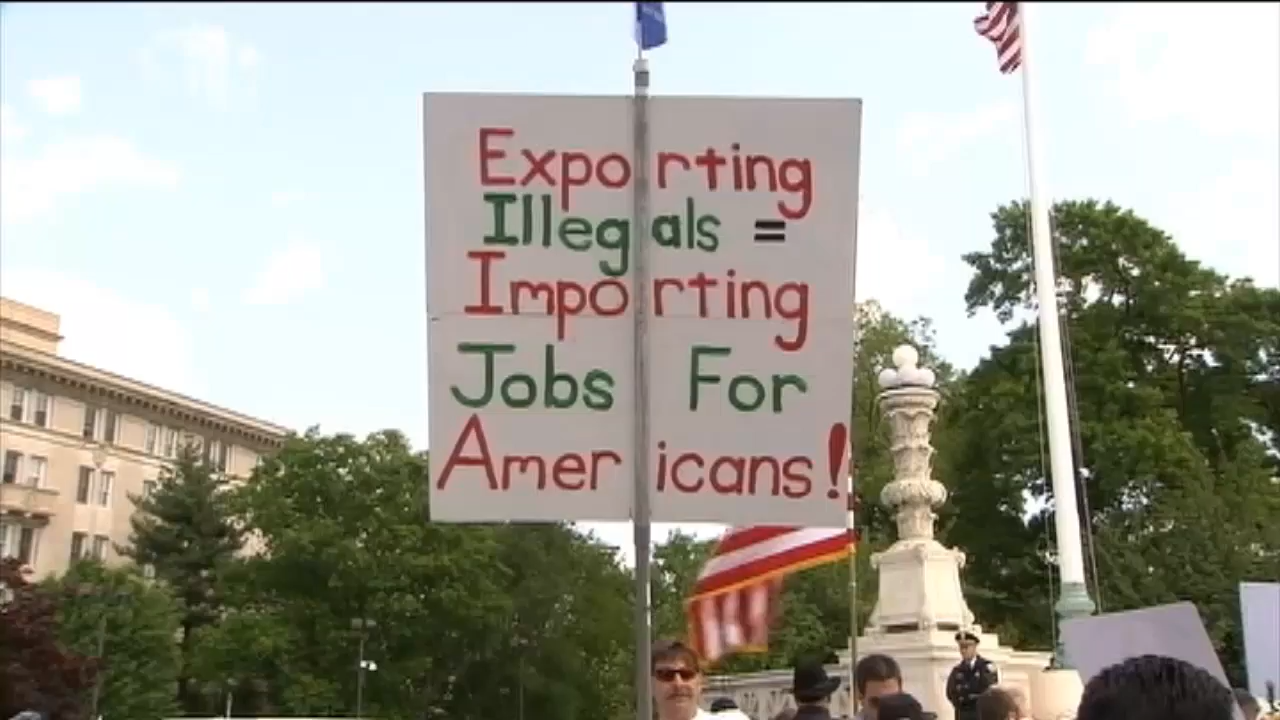 Exporting
Illegals =
Importing
Jobs For
Americans!